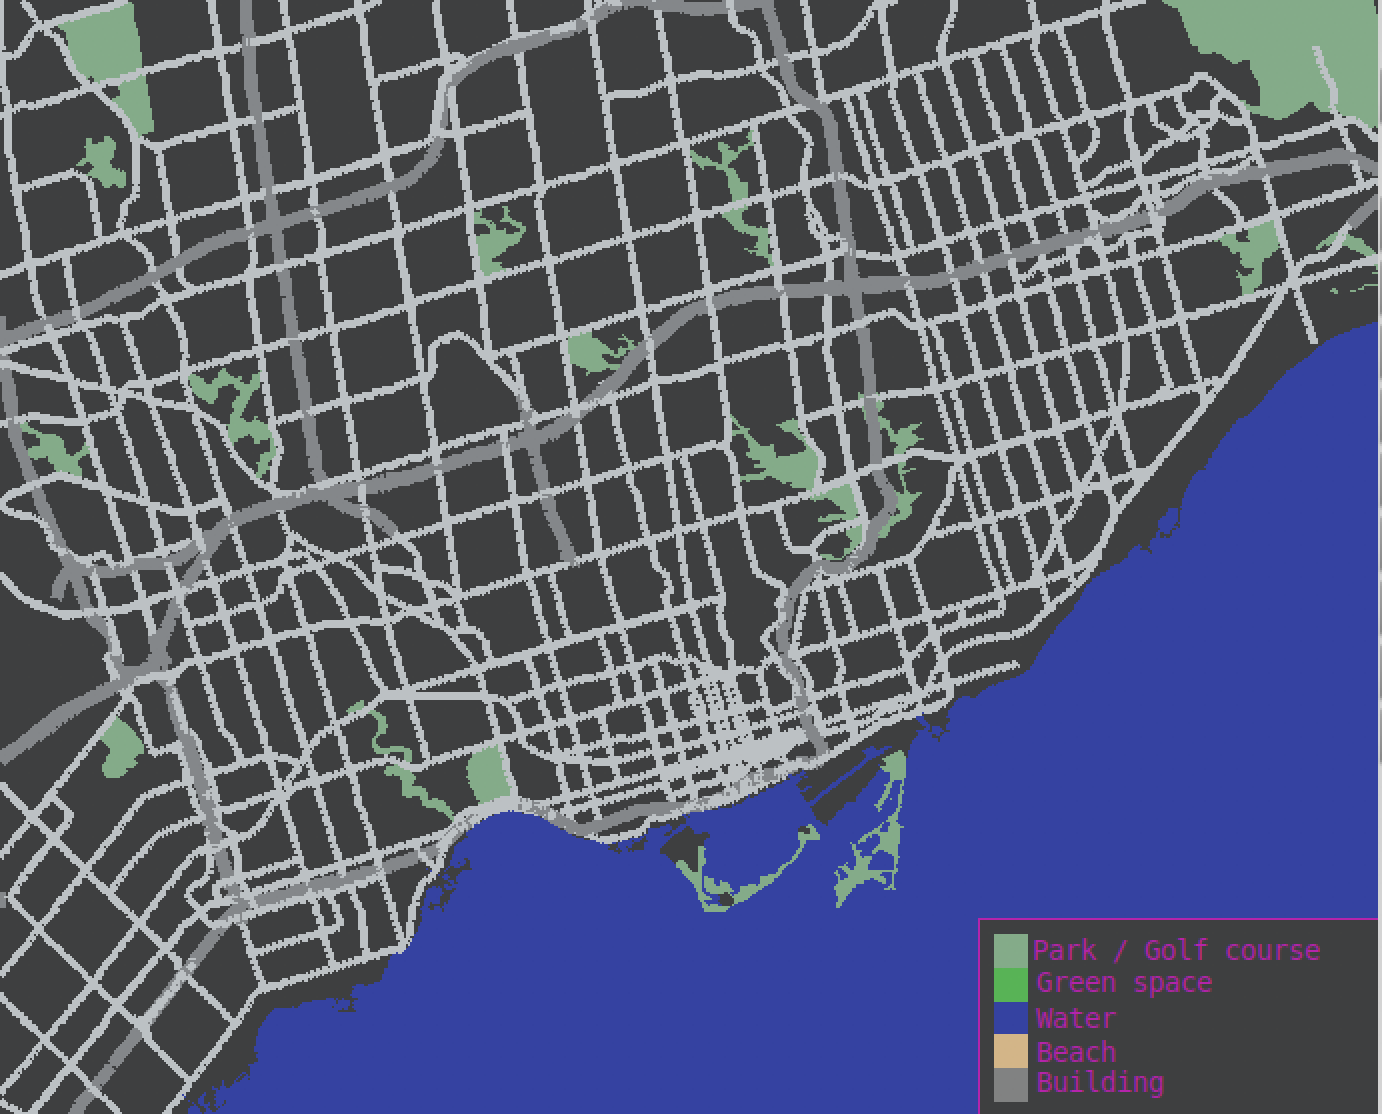 Park / Golf course
Green space
Water
Beach
Building